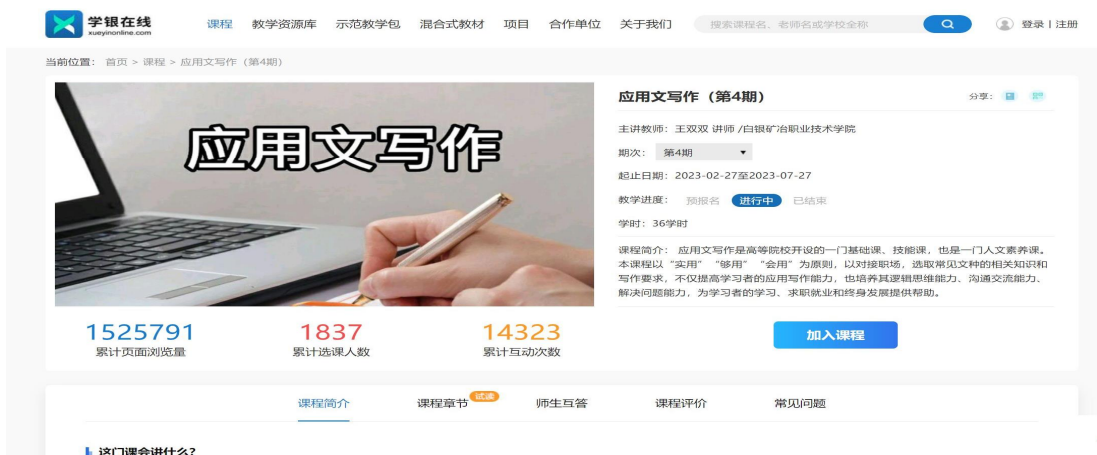 学银在线
xueyinonline.com
课程 教学资源库 示范教学包 混合式教材 项目 合作单位 关于我们 搜索课程名、老师名或学校全称 登录 | 注册
当前位置： 首页 > 课程 > 应用文写作（第4期）
应用文写作
应用文写作（第4期）
分享：
主讲教师：王双双 讲师 /白银矿冶职业技术学院
期次： 第4期
起止日期：2023-02-27至2023-07-27
教学进度： 预报名 进行中 已结束
学时：36学时
课程简介： 应用文写作是高等院校开设的一门基础课、技能课，也是一门人文素养课。
本课程以“实用”“够用”“会用”为原则，以对接职场，选取常见文种的相关知识和
写作要求，不仅提高学习者的应用写作能力，也培养其逻辑思维能力、沟通交流能力、
解决问题能力，为学习者的学习、求职就业和终身发展提供帮助。
1525791 1837 14323
累计页面浏览量 累计选课人数 累计互动次数
加入课程
课程简介 课程章节 试读 师生互答 课程评价 常见问题
这门课会讲什么？